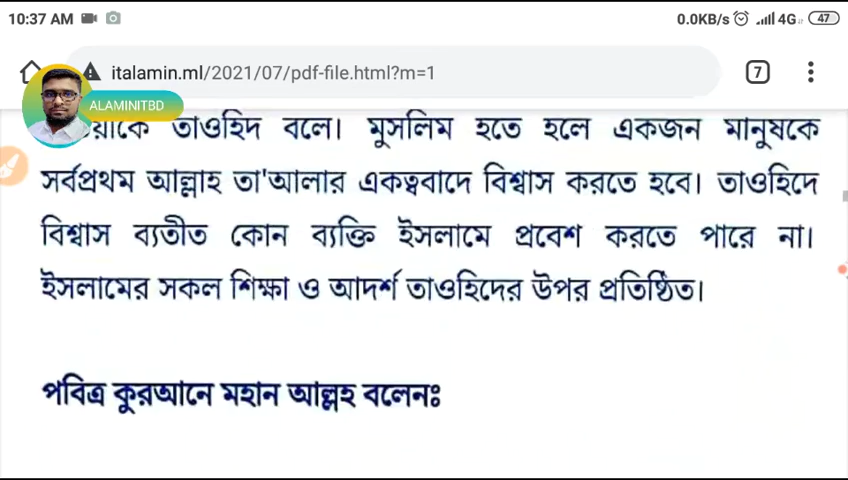 10:37 AM 0.0KB/s 4G 47
italamin.ml/2021/07/pdf-file.html?m=1 7
ALAMINITBD
তাওহিদ বলে। মুসলিম হতে হলে একজন মানুষকে
সর্বপ্রথম আল্লাহ তা'আলার একত্ববাদে বিশ্বাস করতে হবে। তাওহিদে
বিশ্বাস ব্যতীত কোন ব্যক্তি ইসলামে প্রবেশ করতে পারে না।
ইসলামের সকল শিক্ষা ও আদর্শ তাওহিদের উপর প্রতিষ্ঠিত।
পবিত্র কুরআনে মহান আল্লহ বলেনঃ